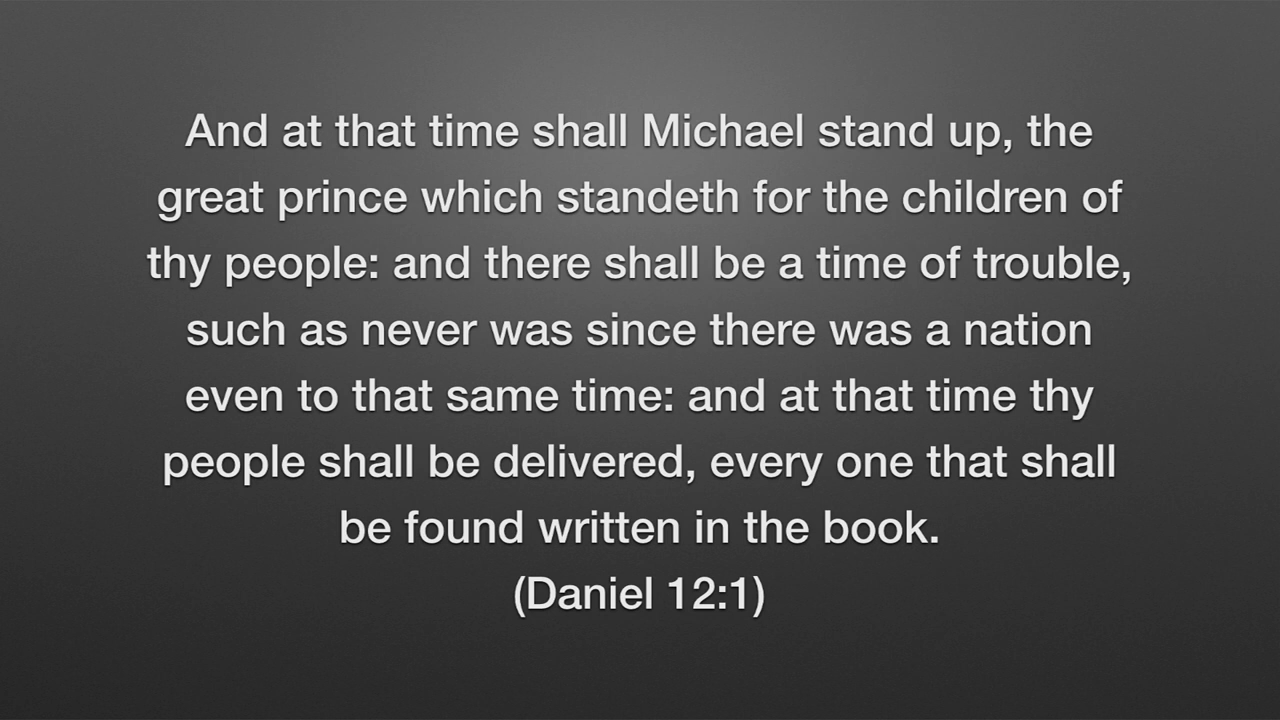 And at that time shall Michael stand up, the
great prince which standeth for the children of
thy people: and there shall be a time of trouble,
such as never was since there was a nation
even to that same time: and at that time thy
people shall be delivered, every one that shall
be found written in the book.
(Daniel 12:1)